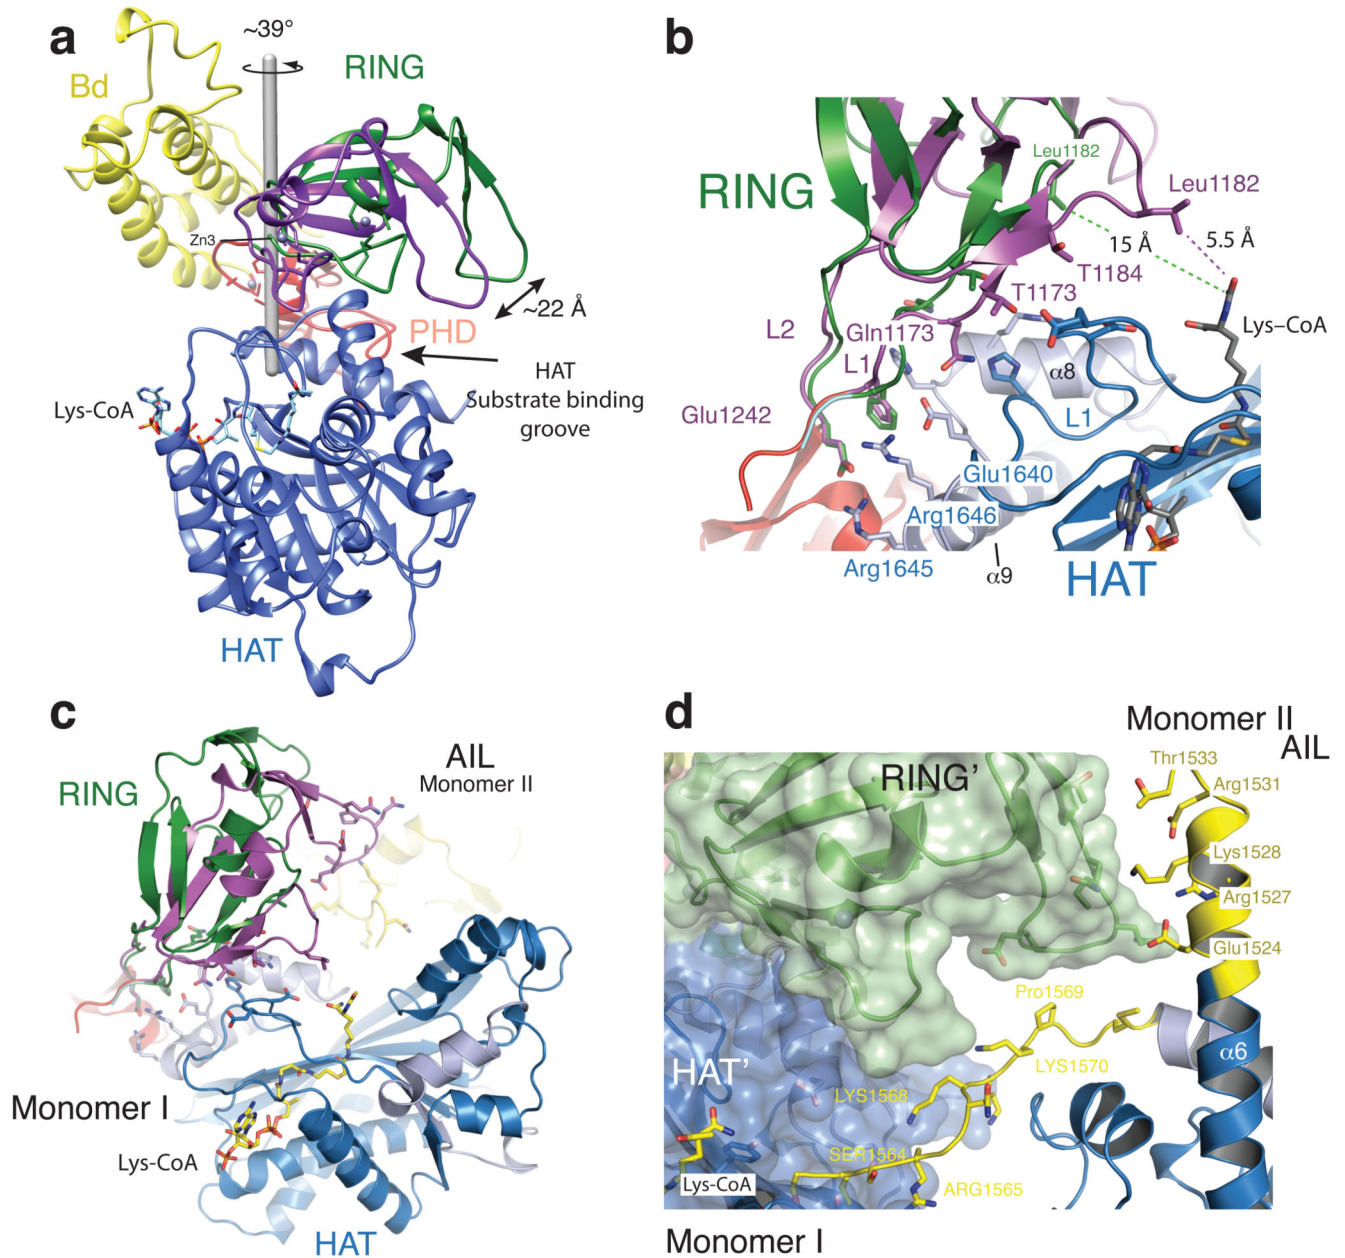 a
~39°
Bd
RING
Zn3
~22 Å
PHD
HAT
Substrate binding
groove
Lys-CoA
HAT
b
Leu1182
Leu1182
RING
15 Å
5.5 Å
T1184
T1173
L2
Gln1173
Lys–CoA
L1
α8
Glu1242
L1
Glu1640
Arg1646
Arg1645
α9
HAT
c
AIL
Monomer II
RING
Monomer I
Lys-CoA
HAT
d
Monomer II
AIL
Thr1533
RING’
Arg1531
Lys1528
Arg1527
Glu1524
Pro1569
α6
HAT’
LYS1570
LYS1568
SER1564
Lys-CoA
ARG1565
Monomer I